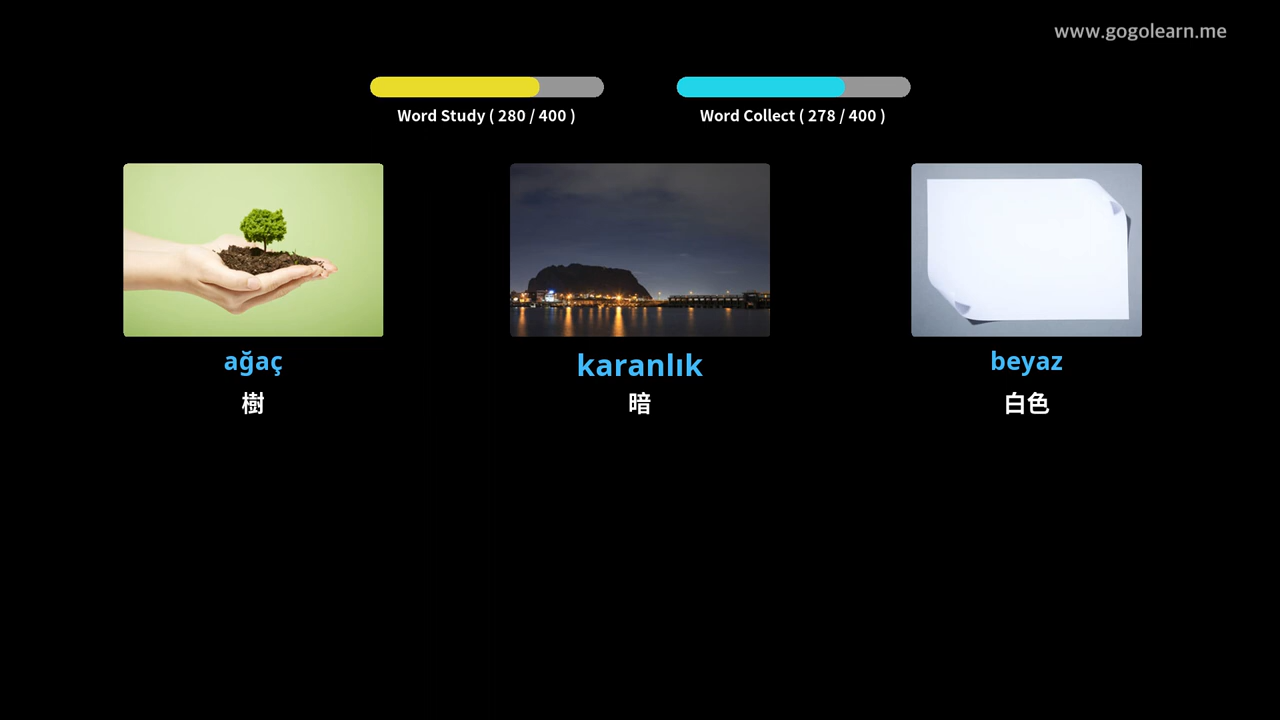 www.gogolearn.me
Word Study ( 280 / 400 )
Word Collect ( 278 / 400 )
ağaç
樹
karanlık
暗
beyaz
白色